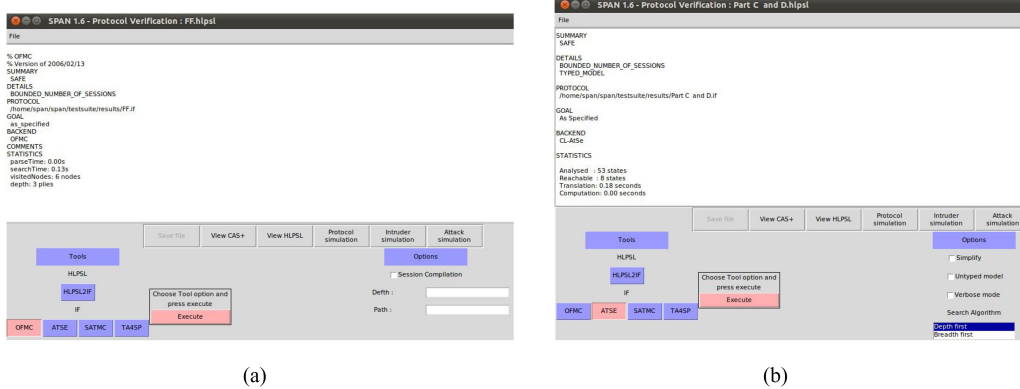 SPAN 1.6 - Protocol Verification : FF.hlpsl
File
% OFMC
% Version of 2006/02/13
SUMMARY
SAFE
DETAILS
BOUNDED_NUMBER_OF_SESSIONS
PROTOCOL
/home/span/span/testsuite/results/FF.if
GOAL
as_specified
BACKEND
OFMC
COMMENTS
STATISTICS
parseTime: 0.00s
searchTime: 0.13s
visitedNodes: 6 nodes
depth: 3 plies
Save file
View CAS+
View HLPSL
Protocol simulation
Intruder simulation
Attack simulation
Tools
HLPSL
HLPSL2IF
IF
OFMC
ATSE
SATMC
TA4SP
Choose Tool option and
press execute
Execute
Options
Session Compilation
Defth :
Path :
(a)
SPAN 1.6 - Protocol Verification : Part C and D.hlpsl
File
SUMMARY
SAFE
DETAILS
BOUNDED_NUMBER_OF_SESSIONS
TYPED_MODEL
PROTOCOL
/home/span/span/testsuite/results/Part C and D.if
GOAL
As Specified
BACKEND
CL-AtSe
STATISTICS
Analysed : 53 states
Reachable : 8 states
Translation: 0.18 seconds
Computation: 0.00 seconds
Save file
View CAS+
View HLPSL
Protocol simulation
Intruder simulation
Attack simulation
Tools
HLPSL
HLPSL2IF
IF
OFMC
ATSE
SATMC
TA4SP
Choose Tool option and
press execute
Execute
Options
Simplify
Untyped model
Verbose mode
Search Algorithm
Depth first
Breadth first
(b)